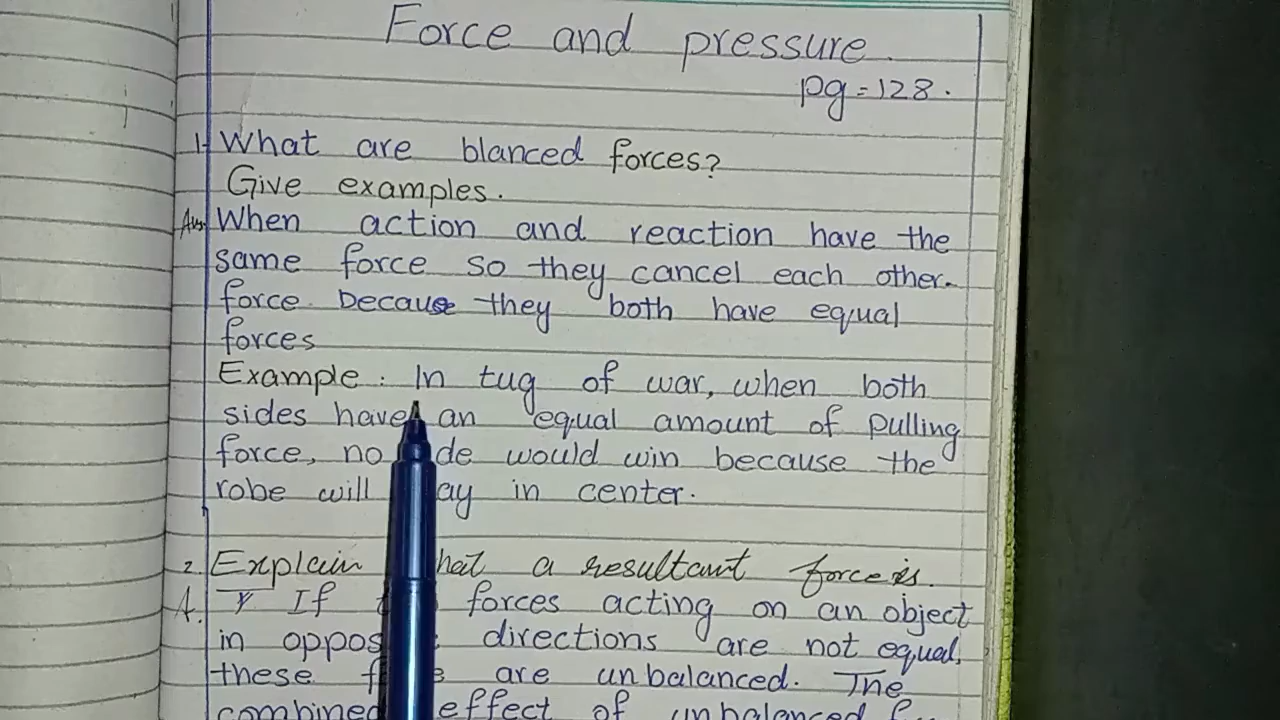 Force and pressure.
pg = 128.
1- What are blanced forces?
Give examples.
Ans: When action and reaction have the
same force so they cancel each other.
force because they both have equal
forces
Example: In tug of war, when both
sides have an equal amount of pulling
force, no de would win because the
robe will ay in center.
2. Explain hat a resultant force is.
A. If forces acting on an object
in oppos directions are not equal,
these f s are unbalanced. The
combined effect of unbalanced